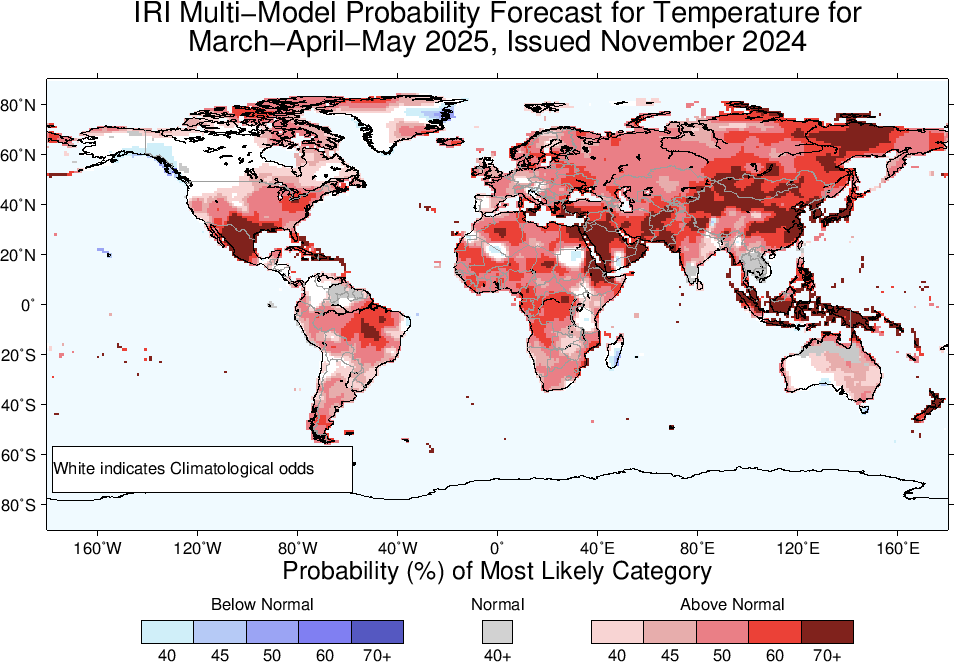 IRI Multi−Model Probability Forecast for Temperature for
March−April−May 2025, Issued November 2024
80˚N
60˚N
40˚N
20˚N
0˚
20˚S
40˚S
60˚S
80˚S
White indicates Climatological odds
160˚W 120˚W 80˚W 40˚W 0˚ 40˚E 80˚E 120˚E 160˚E
Probability (%) of Most Likely Category
Below Normal Normal Above Normal
40 45 50 60 70+ 40+ 40 45 50 60 70+